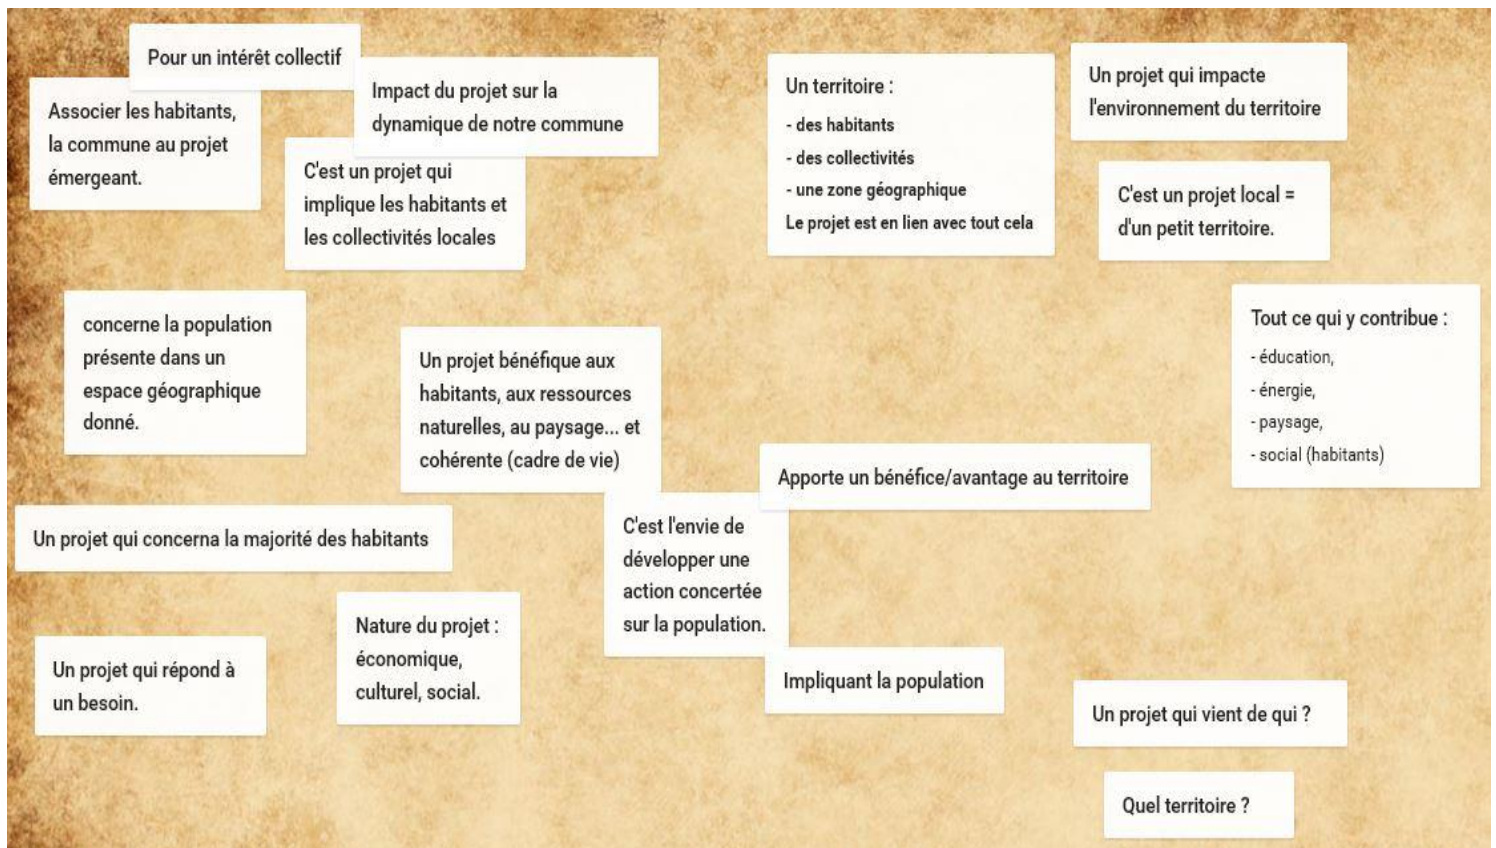 Pour un intérêt collectif
Associer les habitants,
la commune au projet
émergeant.
Impact du projet sur la
dynamique de notre commune
C'est un projet qui
implique les habitants et
les collectivités locales
Un territoire :
- des habitants
- des collectivités
- une zone géographique
Le projet est en lien avec tout cela
Un projet qui impacte
l'environnement du territoire
C'est un projet local =
d'un petit territoire.
concerne la population
présente dans un
espace géographique
donné.
Un projet bénéfique aux
habitants, aux ressources
naturelles, au paysage... et
cohérente (cadre de vie)
Tout ce qui y contribue :
- éducation,
- énergie,
- paysage,
- social (habitants)
Apporte un bénéfice/avantage au territoire
Un projet qui concerna la majorité des habitants
C'est l'envie de
développer une
action concertée
sur la population.
Nature du projet :
économique,
culturel, social.
Un projet qui répond à
un besoin.
Impliquant la population
Un projet qui vient de qui ?
Quel territoire ?